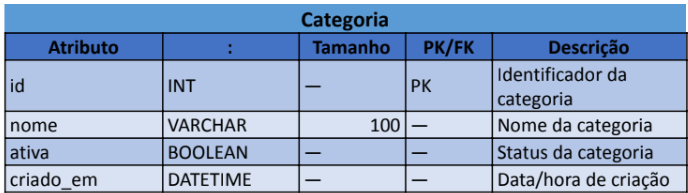 Categoria
Atributo : Tamanho PK/FK Descrição
id INT — PK Identificador da
categoria
nome VARCHAR 100 — Nome da categoria
ativa BOOLEAN — — Status da categoria
criado_em DATETIME — — Data/hora de criação